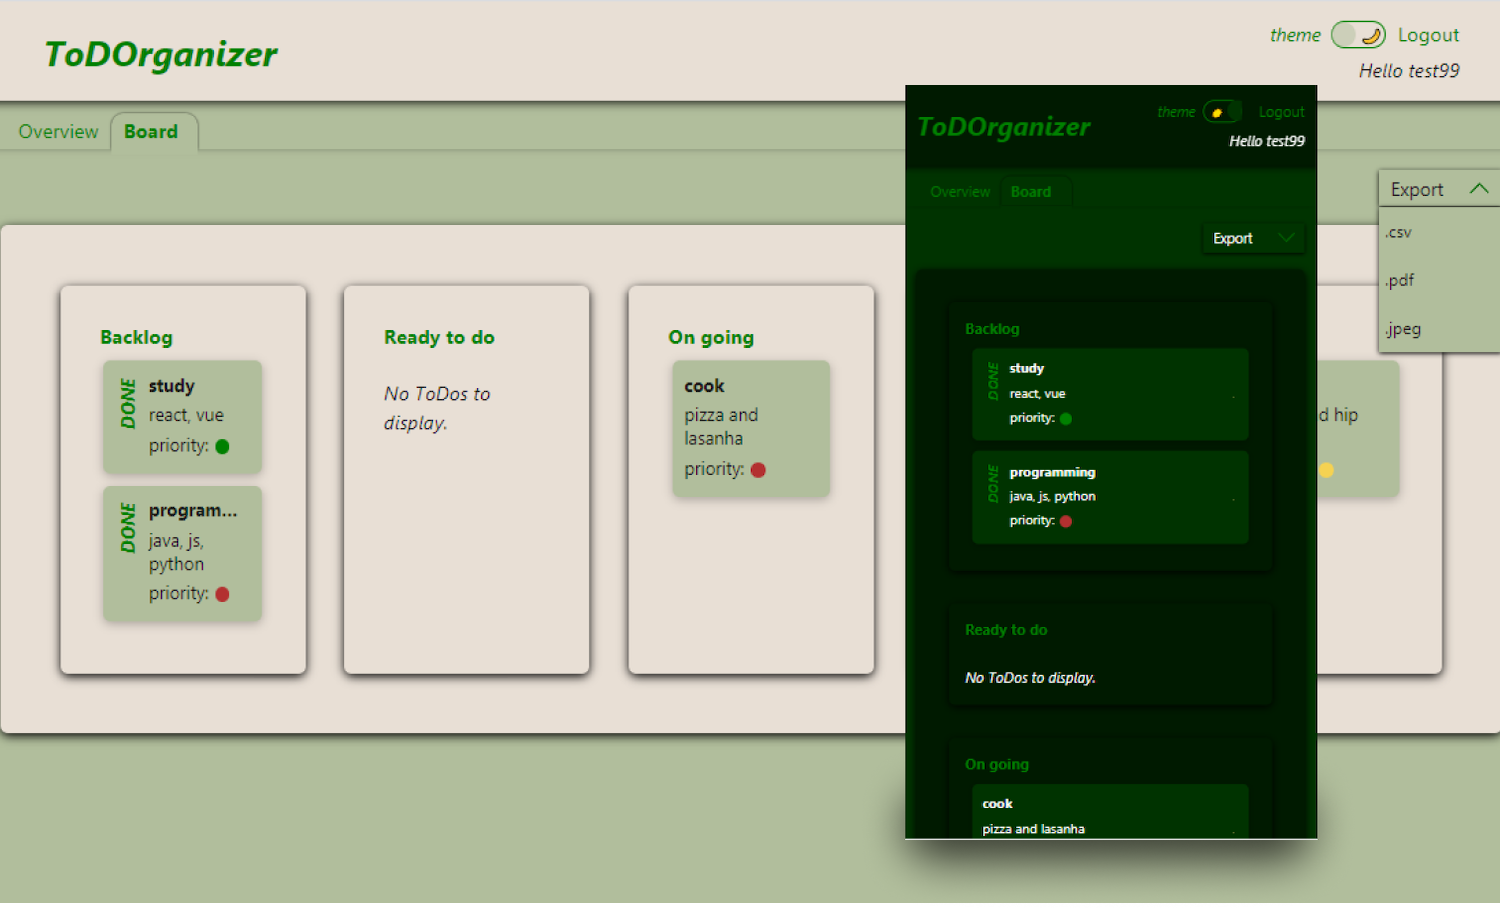 ToDOrganizer
theme
Logout
Hello test99
Overview
Board
Export
.csv
.pdf
.jpeg
Backlog
DONE
study
react, vue
priority:
DONE
program...
java, js,
python
priority:
Ready to do
No ToDos to
display.
On going
cook
pizza and
lasanha
priority:
d hip
ToDOrganizer
theme
Logout
Hello test99
Overview
Board
Export
Backlog
DONE
study
react, vue
priority:
DONE
programming
java, js, python
priority:
Ready to do
No ToDos to display.
On going
cook
pizza and lasanha